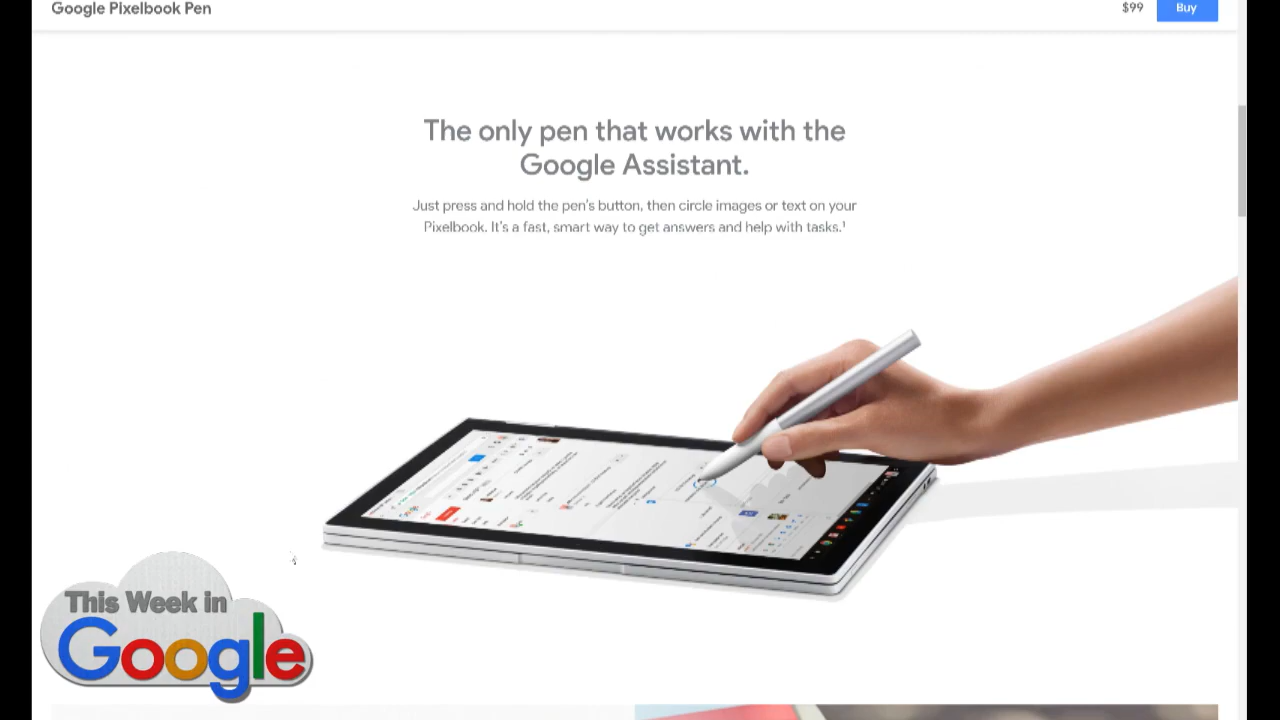 Google Pixelbook Pen
$99
Buy
The only pen that works with the
Google Assistant.
Just press and hold the pen's button, then circle images or text on your
Pixelbook. It's a fast, smart way to get answers and help with tasks.¹
This Week in
Google